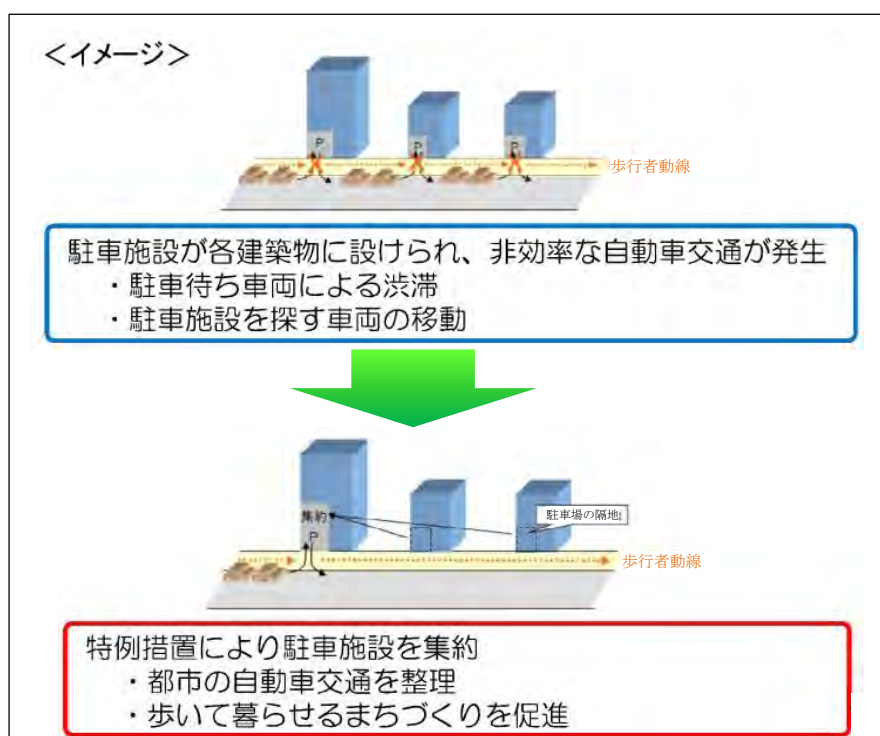 ＜イメージ＞
P
P
P
歩行者動線
駐車施設が各建築物に設けられ、非効率な自動車交通が発生
・駐車待ち車両による渋滞
・駐車施設を探す車両の移動
集約
P
駐車場の隔地
歩行者動線
特例措置により駐車施設を集約
・都市の自動車交通を整理
・歩いて暮らせるまちづくりを促進